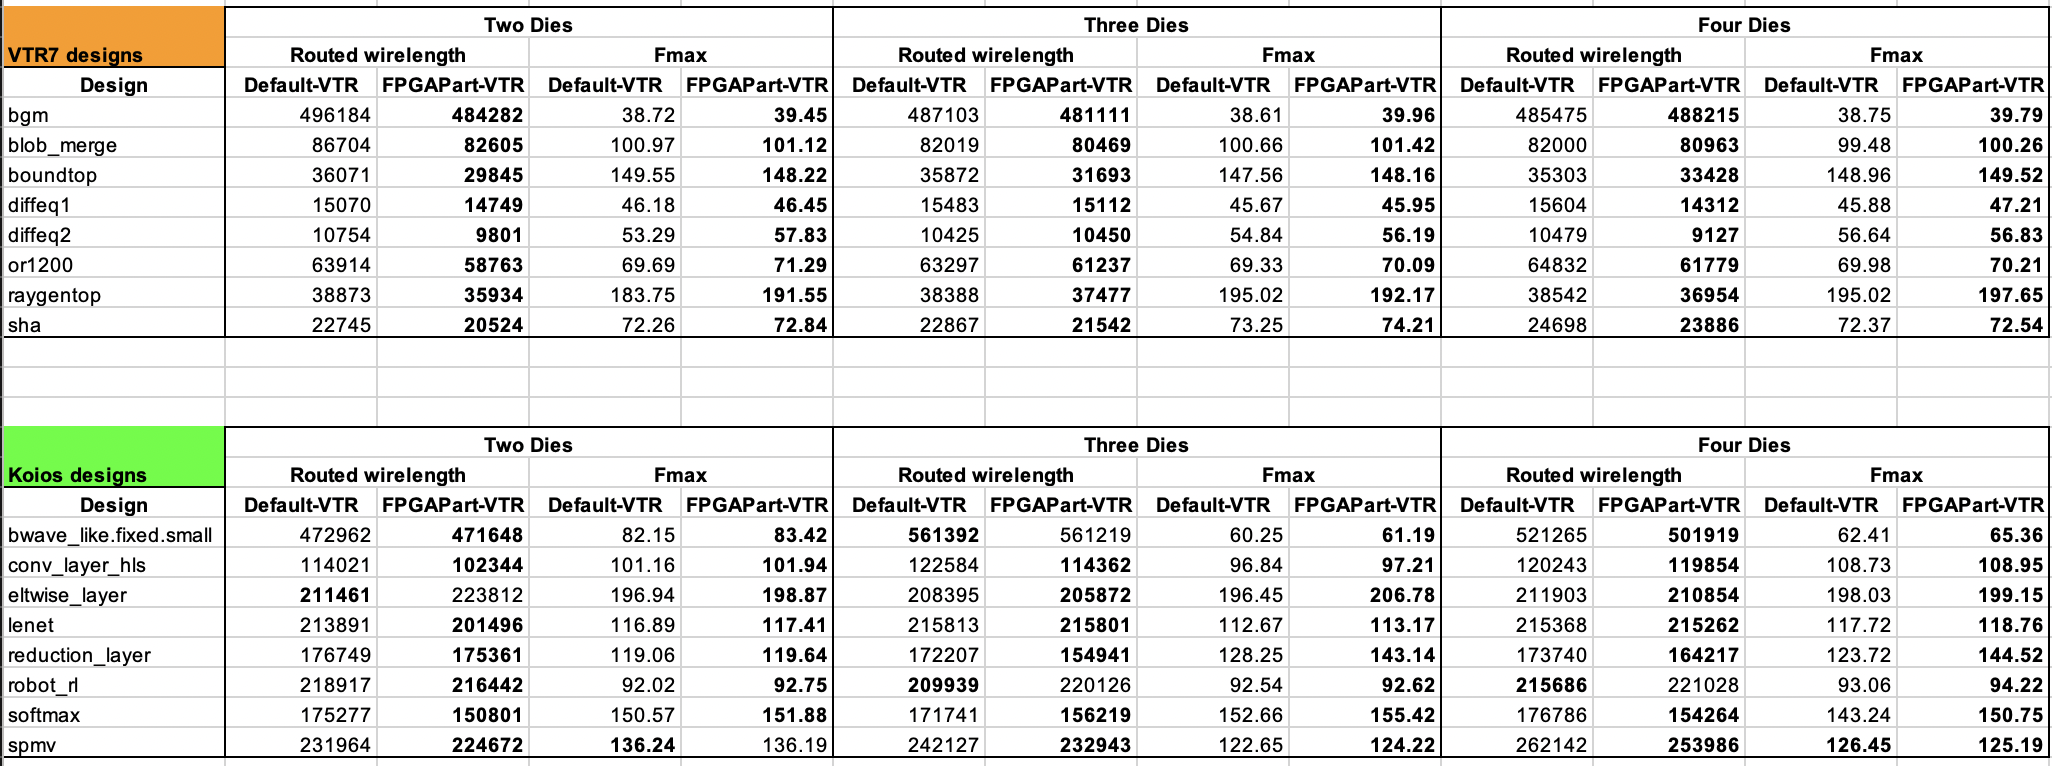 Two Dies Three Dies Four Dies
VTR7 designs Routed wirelength Fmax Routed wirelength Fmax Routed wirelength Fmax
Design Default-VTR FPGAPart-VTR Default-VTR FPGAPart-VTR Default-VTR FPGAPart-VTR Default-VTR FPGAPart-VTR Default-VTR FPGAPart-VTR Default-VTR FPGAPart-VTR
bgm 496184 484282 38.72 39.45 487103 481111 38.61 39.96 485475 488215 38.75 39.79
blob_merge 86704 82605 100.97 101.12 82019 80469 100.66 101.42 82000 80963 99.48 100.26
boundtop 36071 29845 149.55 148.22 35872 31693 147.56 148.16 35303 33428 148.96 149.52
diffeq1 15070 14749 46.18 46.45 15483 15112 45.67 45.95 15604 14312 45.88 47.21
diffeq2 10754 9801 53.29 57.83 10425 10450 54.84 56.19 10479 9127 56.64 56.83
or1200 63914 58763 69.69 71.29 63297 61237 69.33 70.09 64832 61779 69.98 70.21
raygentop 38873 35934 183.75 191.55 38388 37477 195.02 192.17 38542 36954 195.02 197.65
sha 22745 20524 72.26 72.84 22867 21542 73.25 74.21 24698 23886 72.37 72.54
Two Dies Three Dies Four Dies
Koios designs Routed wirelength Fmax Routed wirelength Fmax Routed wirelength Fmax
Design Default-VTR FPGAPart-VTR Default-VTR FPGAPart-VTR Default-VTR FPGAPart-VTR Default-VTR FPGAPart-VTR Default-VTR FPGAPart-VTR Default-VTR FPGAPart-VTR
bwave_like.fixed.small 472962 471648 82.15 83.42 561392 561219 60.25 61.19 521265 501919 62.41 65.36
conv_layer_hls 114021 102344 101.16 101.94 122584 114362 96.84 97.21 120243 119854 108.73 108.95
eltwise_layer 211461 223812 196.94 198.87 208395 205872 196.45 206.78 211903 210854 198.03 199.15
lenet 213891 201496 116.89 117.41 215813 215801 112.67 113.17 215368 215262 117.72 118.76
reduction_layer 176749 175361 119.06 119.64 172207 154941 128.25 143.14 173740 164217 123.72 144.52
robot_rl 218917 216442 92.02 92.75 209939 220126 92.54 92.62 215686 221028 93.06 94.22
softmax 175277 150801 150.57 151.88 171741 156219 152.66 155.42 176786 154264 143.24 150.75
spmv 231964 224672 136.24 136.19 242127 232943 122.65 124.22 262142 253986 126.45 125.19